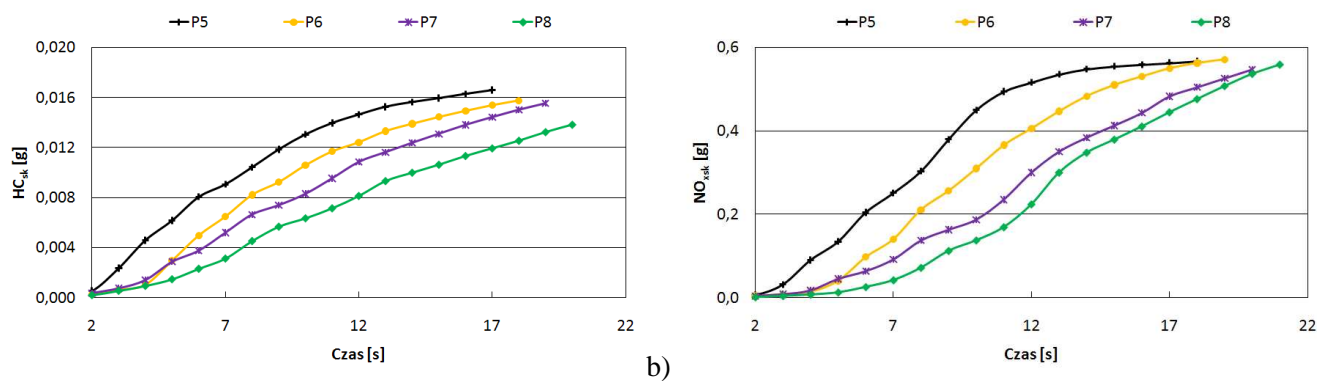 P5 P6 P7 P8
0,020
0,016
0,012
0,008
0,004
0,000
HCsk [g]
2 7 12 17 22
Czas [s]
b)
P5 P6 P7 P8
0,6
0,4
0,2
0,0
NOxsk [g]
2 7 12 17 22
Czas [s]